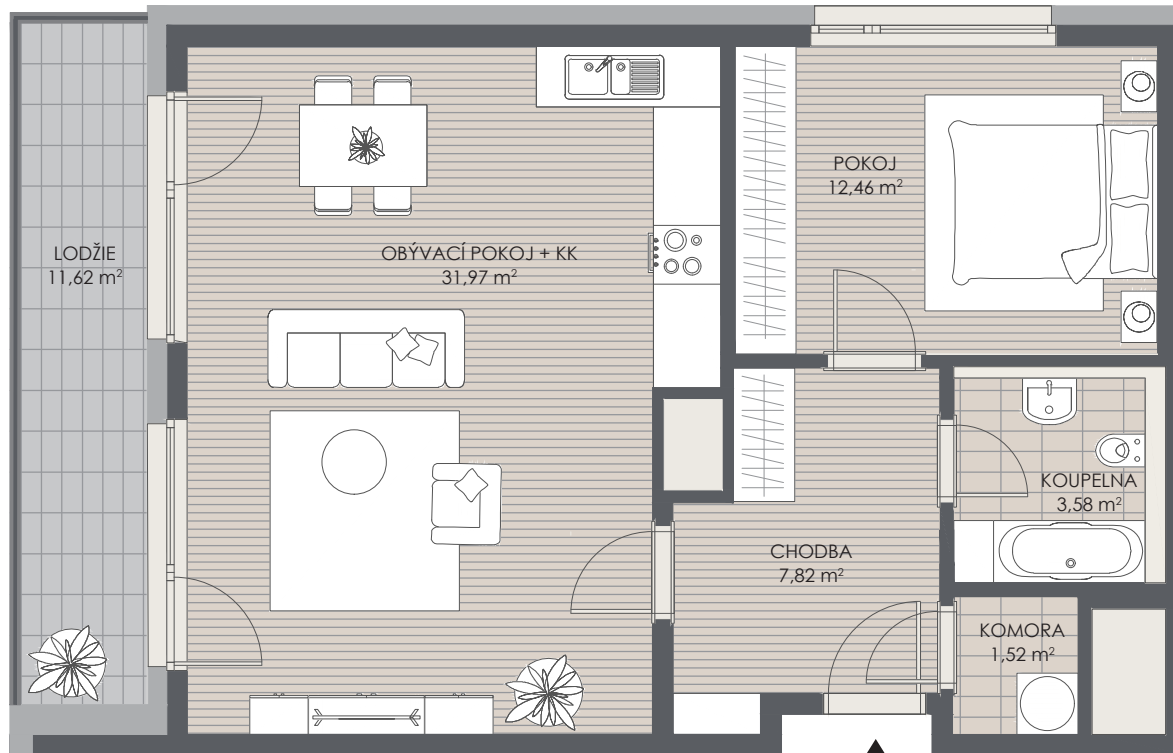 POKOJ
12,46 m²
LODŽIE
11,62 m²
OBÝVACÍ POKOJ + KK
31,97 m²
KOUPELNA
3,58 m²
CHODBA
7,82 m²
KOMORA
1,52 m²